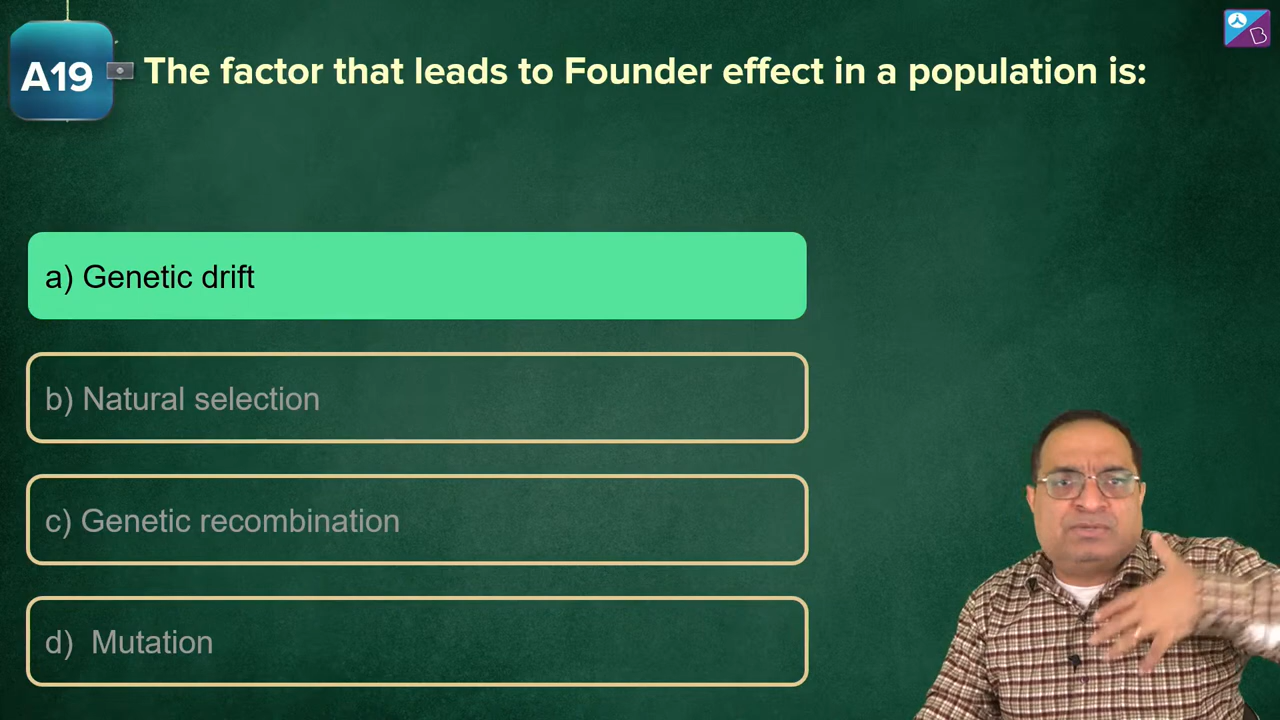 A19
The factor that leads to Founder effect in a population is:
a) Genetic drift
b) Natural selection
c) Genetic recombination
d) Mutation
B